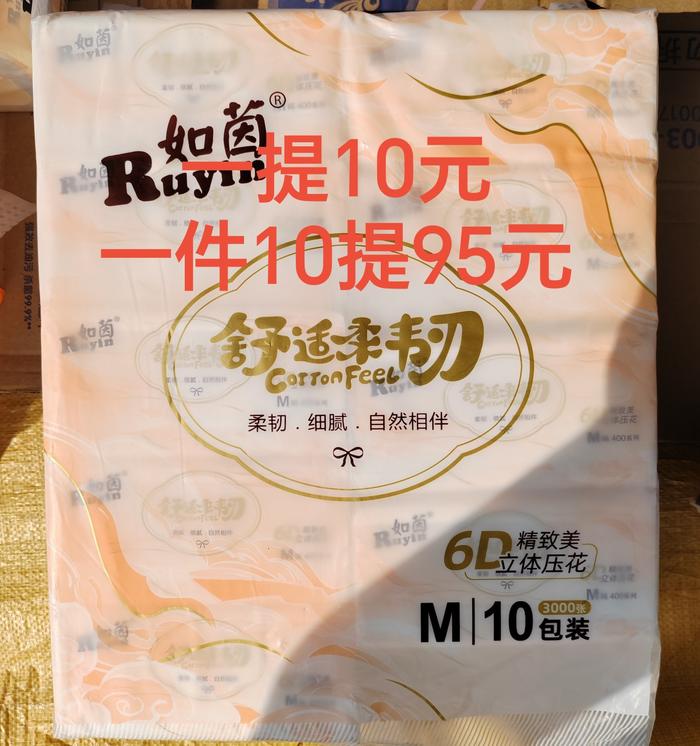 如茵®
Ruyin
一提10元
一件10提95元
舒适柔韧
CottonFeel
柔韧．细腻．自然相伴
6D 精致美
立体压花
M|10包装
3000张